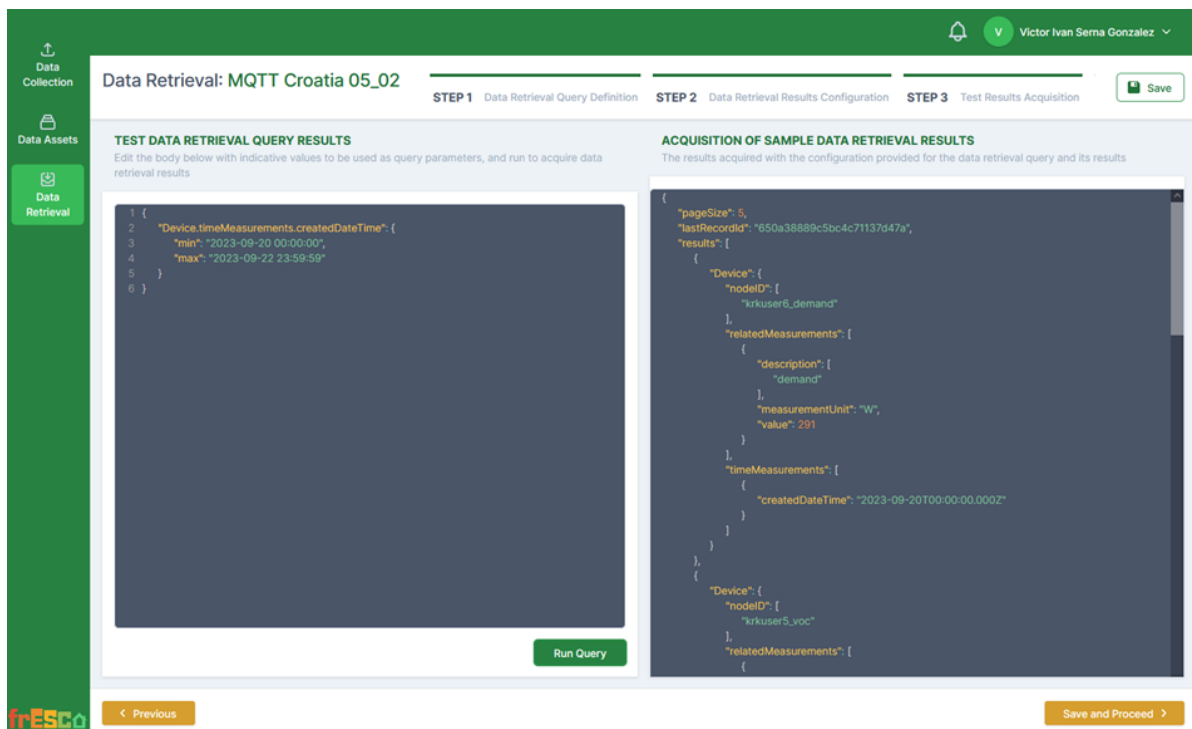 V
Victor Ivan Serna Gonzalez
Data
Collection
Data Assets
Data
Retrieval
Data Retrieval: MQTT Croatia 05_02
STEP 1 Data Retrieval Query Definition
STEP 2 Data Retrieval Results Configuration
STEP 3 Test Results Acquisition
Save
TEST DATA RETRIEVAL QUERY RESULTS
Edit the body below with indicative values to be used as query parameters, and run to acquire data
retrieval results
1 {
2 "Device.timeMeasurements.createdDateTime": {
3 "min": "2023-09-20 00:00:00",
4 "max": "2023-09-22 23:59:59"
5 }
6 }
Run Query
ACQUISITION OF SAMPLE DATA RETRIEVAL RESULTS
The results acquired with the configuration provided for the data retrieval query and its results
{
"pageSize": 5,
"lastRecordId": "650a38889c5bc4c71137d47a",
"results": [
{
"Device": {
"nodeID": [
"krkuser6_demand"
],
"relatedMeasurements": [
{
"description": [
"demand"
],
"measurementUnit": "W",
"value": 291
}
],
"timeMeasurements": [
{
"createdDateTime": "2023-09-20T00:00:00.000Z"
}
]
}
},
{
"Device": {
"nodeID": [
"krkuser5_voc"
],
"relatedMeasurements": [
{
frESCo
Previous
Save and Proceed